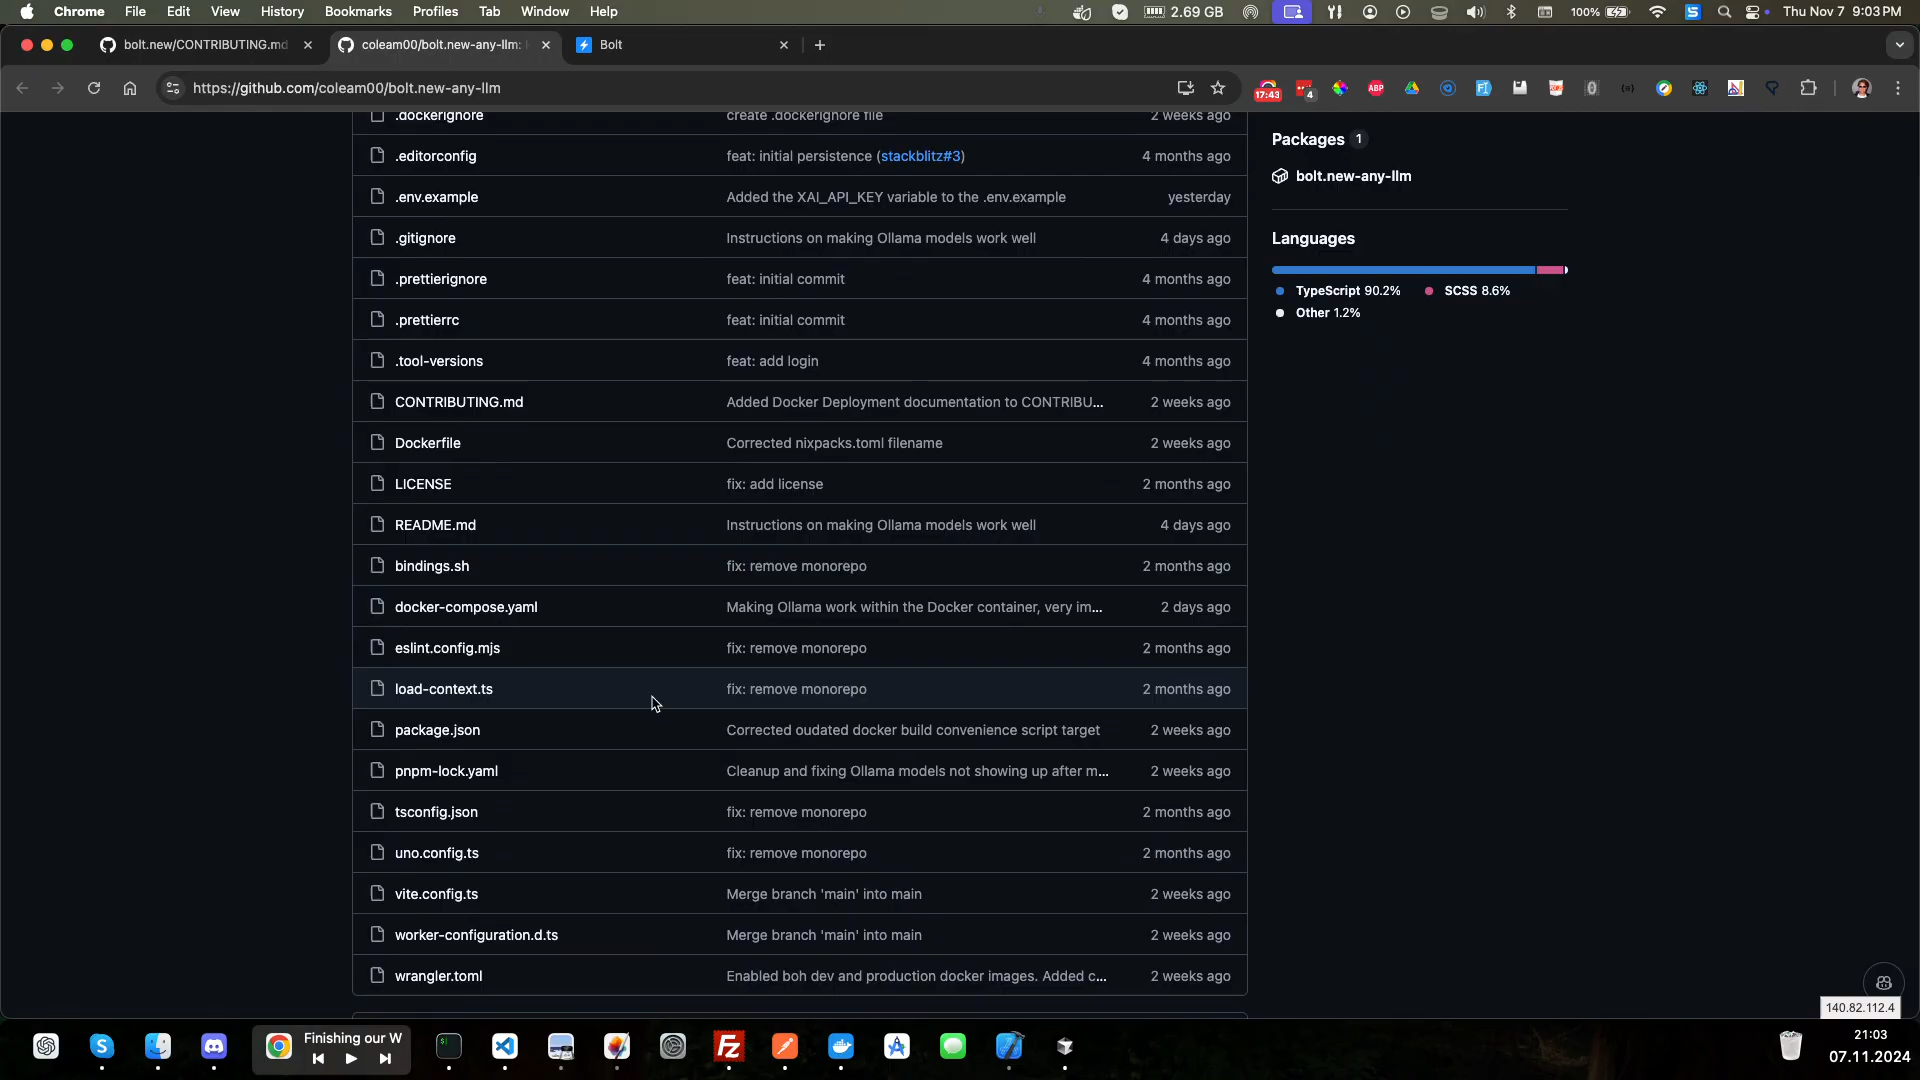 Chrome File Edit View History Bookmarks Profiles Tab Window Help 2.69 GB 100% Thu Nov 7 9:03 PM
bolt.new/CONTRIBUTING.md coleam00/bolt.new-any-llm: Bolt
https://github.com/coleam00/bolt.new-any-llm 17:43 4 ABP
.dockerignore create .dockerignore file 2 weeks ago
.editorconfig feat: initial persistence (stackblitz#3) 4 months ago
.env.example Added the XAI_API_KEY variable to the .env.example yesterday
.gitignore Instructions on making Ollama models work well 4 days ago
.prettierignore feat: initial commit 4 months ago
.prettierrc feat: initial commit 4 months ago
.tool-versions feat: add login 4 months ago
CONTRIBUTING.md Added Docker Deployment documentation to CONTRIBU... 2 weeks ago
Dockerfile Corrected nixpacks.toml filename 2 weeks ago
LICENSE fix: add license 2 months ago
README.md Instructions on making Ollama models work well 4 days ago
bindings.sh fix: remove monorepo 2 months ago
docker-compose.yaml Making Ollama work within the Docker container, very im... 2 days ago
eslint.config.mjs fix: remove monorepo 2 months ago
load-context.ts fix: remove monorepo 2 months ago
package.json Corrected oudated docker build convenience script target 2 weeks ago
pnpm-lock.yaml Cleanup and fixing Ollama models not showing up after m... 2 weeks ago
tsconfig.json fix: remove monorepo 2 months ago
uno.config.ts fix: remove monorepo 2 months ago
vite.config.ts Merge branch 'main' into main 2 weeks ago
worker-configuration.d.ts Merge branch 'main' into main 2 weeks ago
wrangler.toml Enabled boh dev and production docker images. Added c... 2 weeks ago
Packages 1
bolt.new-any-llm
Languages
TypeScript 90.2% SCSS 8.6%
Other 1.2%
140.82.112.4
Finishing our W
Fz
21:03
07.11.2024